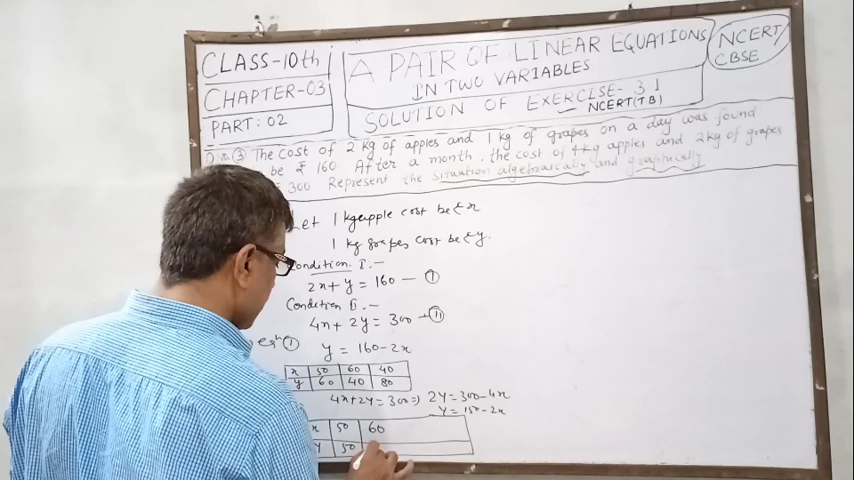 CLASS-10th
CHAPTER-03
PART: 02
A PAIR OF LINEAR EQUATIONS
IN TWO VARIABLES
SOLUTION OF EXERCISE- 3.1
NCERT(TB)
NCERT/
CBSE
③ The cost of 2 kg of apples and 1 kg of grapes on a day was found
be ₹ 160. After a month, the cost of 4 kg apples and 2 kg of grapes
300 Represent the situation algebraically and graphically
Let 1 kg apple cost be ₹ x
1 kg grapes cost be ₹ y.
Condition I :-
2x + y = 160 — ①
Condition II :-
4x + 2y = 300 — ⑪
eqn ①
y = 160 - 2x
x 50 60 40
y 60 40 80
4x + 2y = 300 ⇒ 2y = 300 - 4x
y = 150 - 2x
x 50 60
y 50